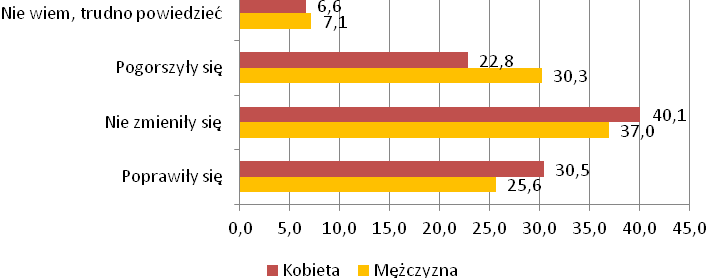 Nie wiem, trudno powiedzieć
6,6
7,1
Pogorszyły się
22,8
30,3
Nie zmieniły się
40,1
37,0
Poprawiły się
30,5
25,6
0,0 5,0 10,0 15,0 20,0 25,0 30,0 35,0 40,0 45,0
Kobieta Mężczyzna